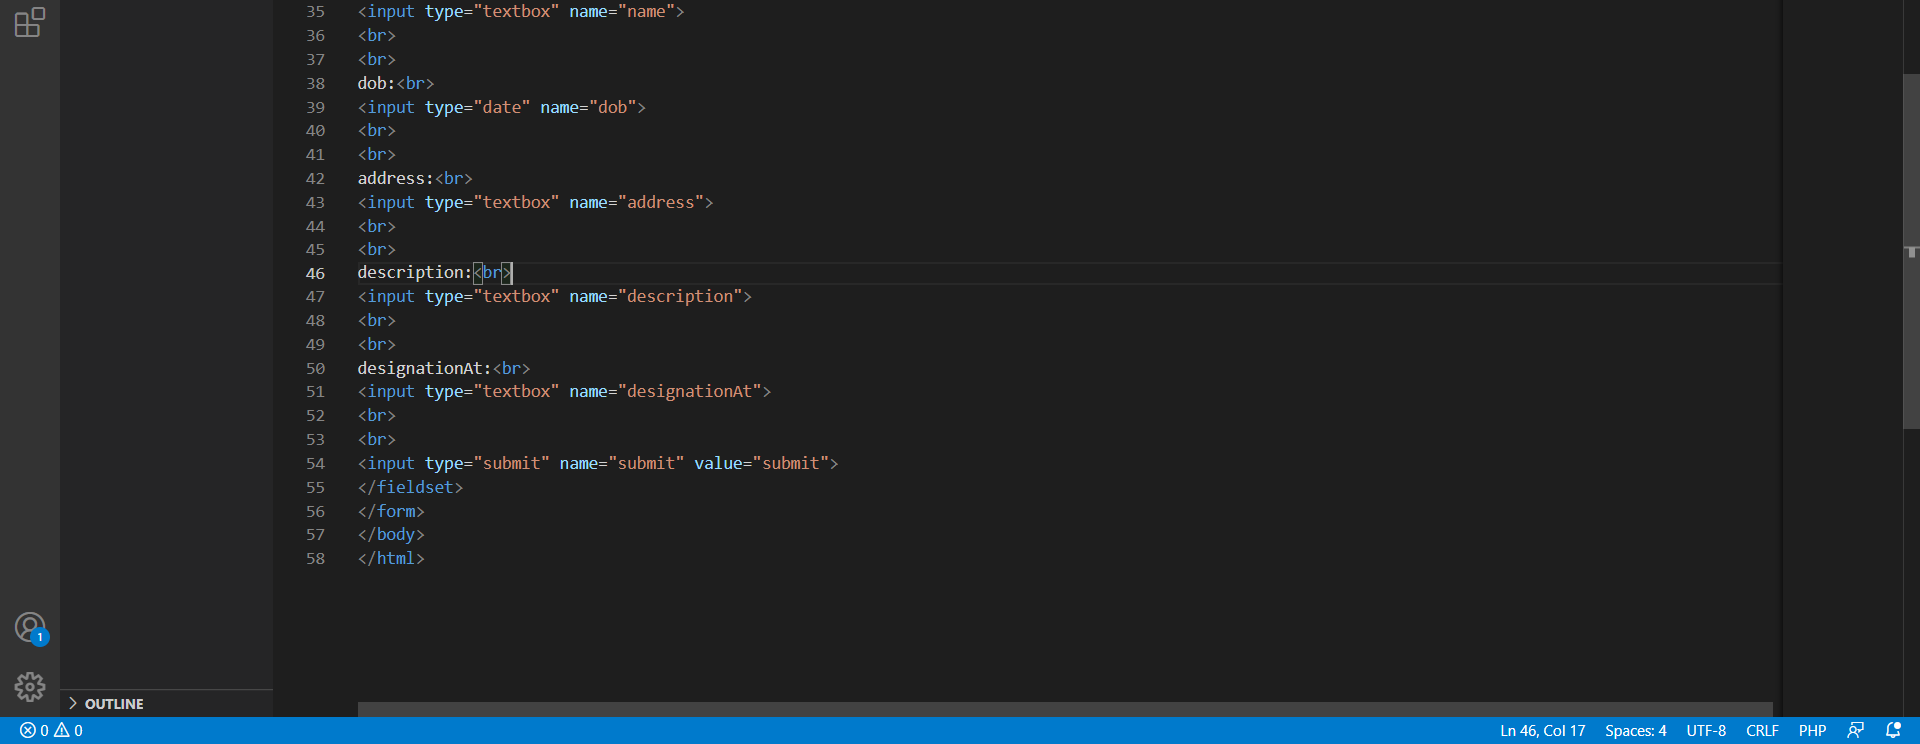 35 <input type="textbox" name="name">
36 <br>
37 <br>
38 dob:<br>
39 <input type="date" name="dob">
40 <br>
41 <br>
42 address:<br>
43 <input type="textbox" name="address">
44 <br>
45 <br>
46 description:<br>
47 <input type="textbox" name="description">
48 <br>
49 <br>
50 designationAt:<br>
51 <input type="textbox" name="designationAt">
52 <br>
53 <br>
54 <input type="submit" name="submit" value="submit">
55 </fieldset>
56 </form>
57 </body>
58 </html>
1
OUTLINE
0 0 Ln 46, Col 17 Spaces: 4 UTF-8 CRLF PHP